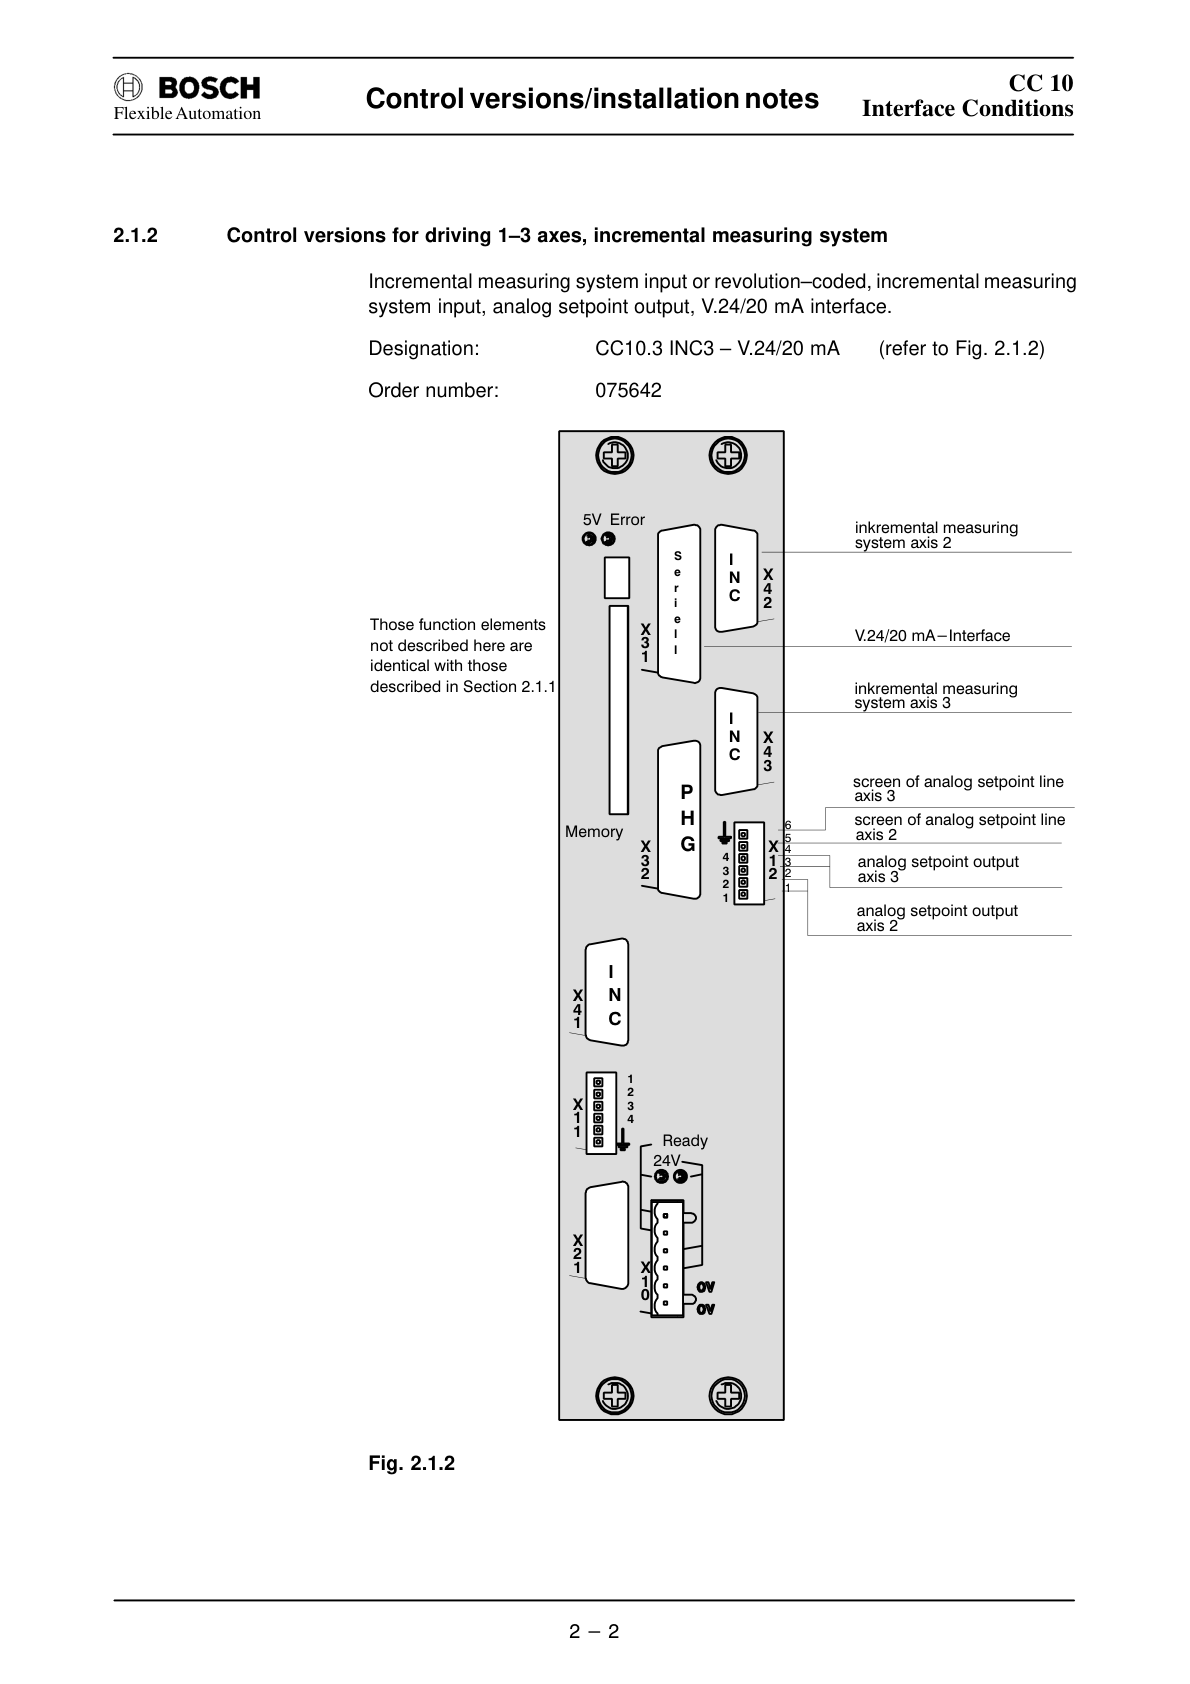 BOSCH
Flexible Automation
Control versions/installation notes
CC 10
Interface Conditions
2.1.2 Control versions for driving 1–3 axes, incremental measuring system
Incremental measuring system input or revolution–coded, incremental measuring
system input, analog setpoint output, V.24/20 mA interface.
Designation: CC10.3 INC3 – V.24/20 mA (refer to Fig. 2.1.2)
Order number: 075642
5V Error
Seriell
X31
INC
X42
inkremental measuring
system axis 2
Those function elements
not described here are
identical with those
described in Section 2.1.1
V.24/20 mA–Interface
inkremental measuring
system axis 3
INC
X43
Memory
PHG
X32
4
3
2
1
X12
6
5
4
3
2
1
screen of analog setpoint line
axis 3
screen of analog setpoint line
axis 2
analog setpoint output
axis 3
analog setpoint output
axis 2
INC
X41
X11
1
2
3
4
Ready
24V
X21
X10
0V
0V
Fig. 2.1.2
2 – 2